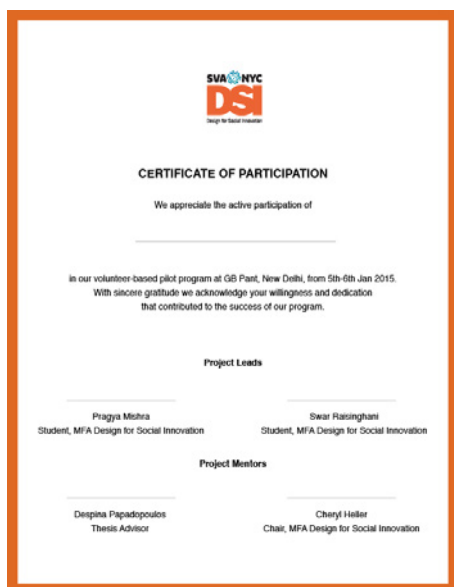 SVA NYC
DSI
Design for Social Innovation
CERTIFICATE OF PARTICIPATION
We appreciate the active participation of
in our volunteer-based pilot program at GB Pant, New Delhi, from 5th-6th Jan 2015.
With sincere gratitude we acknowledge your willingness and dedication
that contributed to the success of our program.
Project Leads
Pragya Mishra
Student, MFA Design for Social Innovation
Swar Raisinghani
Student, MFA Design for Social Innovation
Project Mentors
Despina Papadopoulos
Thesis Advisor
Cheryl Heller
Chair, MFA Design for Social Innovation